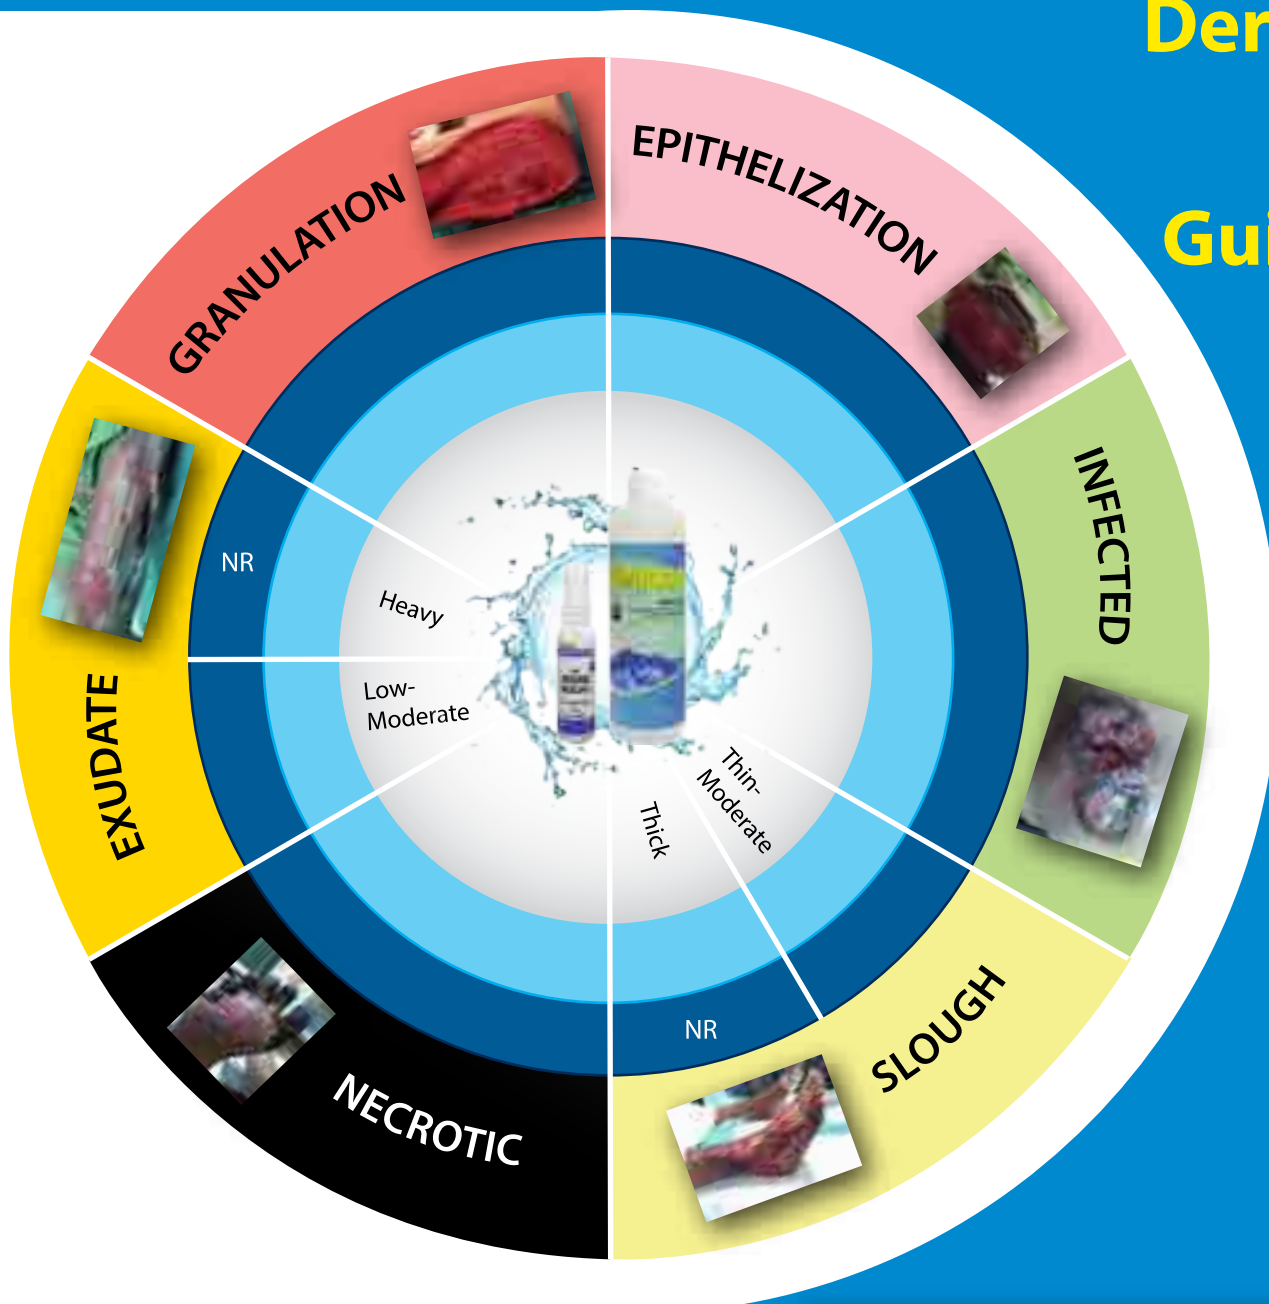 Der
Gui
GRANULATION
EPITHELIZATION
INFECTED
SLOUGH
NECROTIC
EXUDATE
NR
Heavy
Low-
Moderate
Thin-
Moderate
Thick
NR